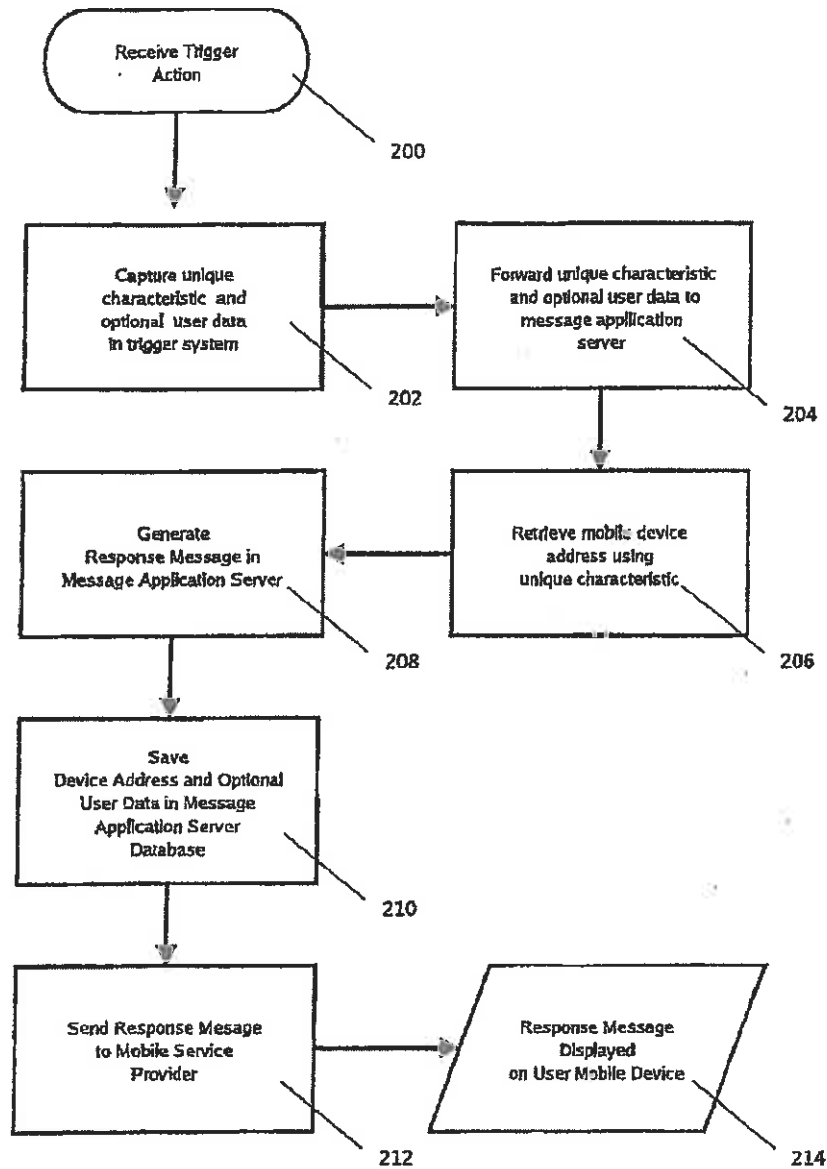 Receive Trigger
Action
200
Capture unique
characteristic and
optional user data
in trigger system
202
Forward unique characteristic
and optional user data to
message application
server
204
Retrieve mobile device
address using
unique characteristic
206
Generate
Response Message in
Message Application Server
208
Save
Device Address and Optional
User Data in Message
Application Server
Database
210
Send Response Mesage
to Mobile Service
Provider
212
Response Message
Displayed
on User Mobile Device
214